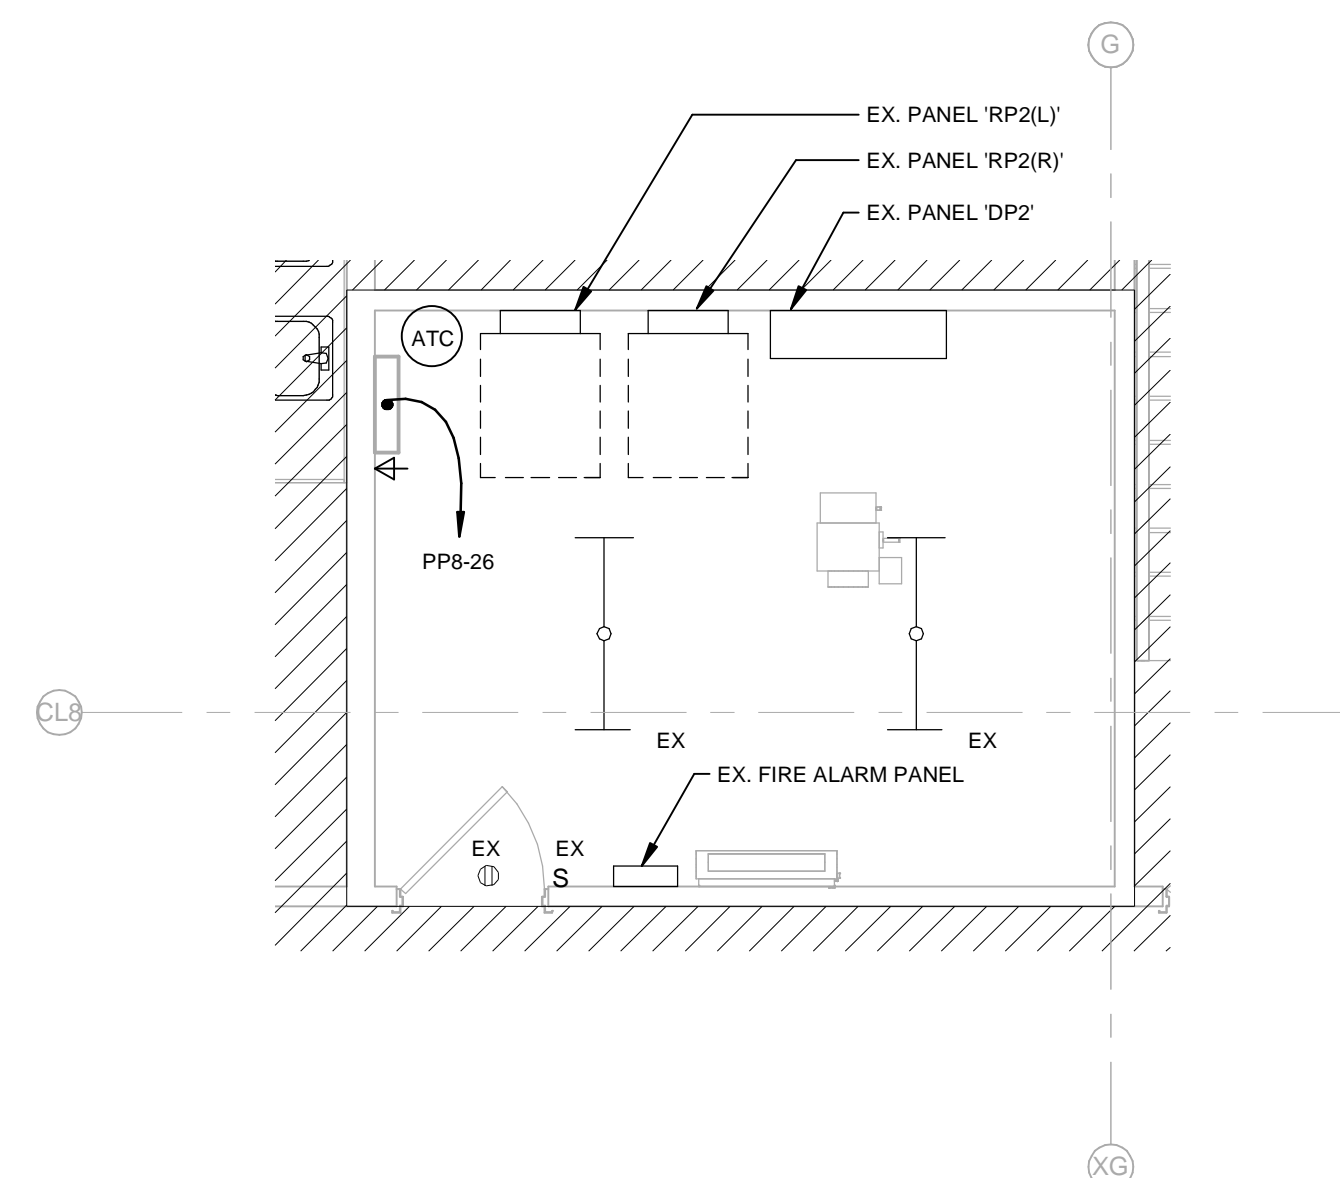 G
EX. PANEL 'RP2(L)'
EX. PANEL 'RP2(R)'
EX. PANEL 'DP2'
ATC
PP8-26
CL8
EX
EX
EX. FIRE ALARM PANEL
EX
EX
S
XG